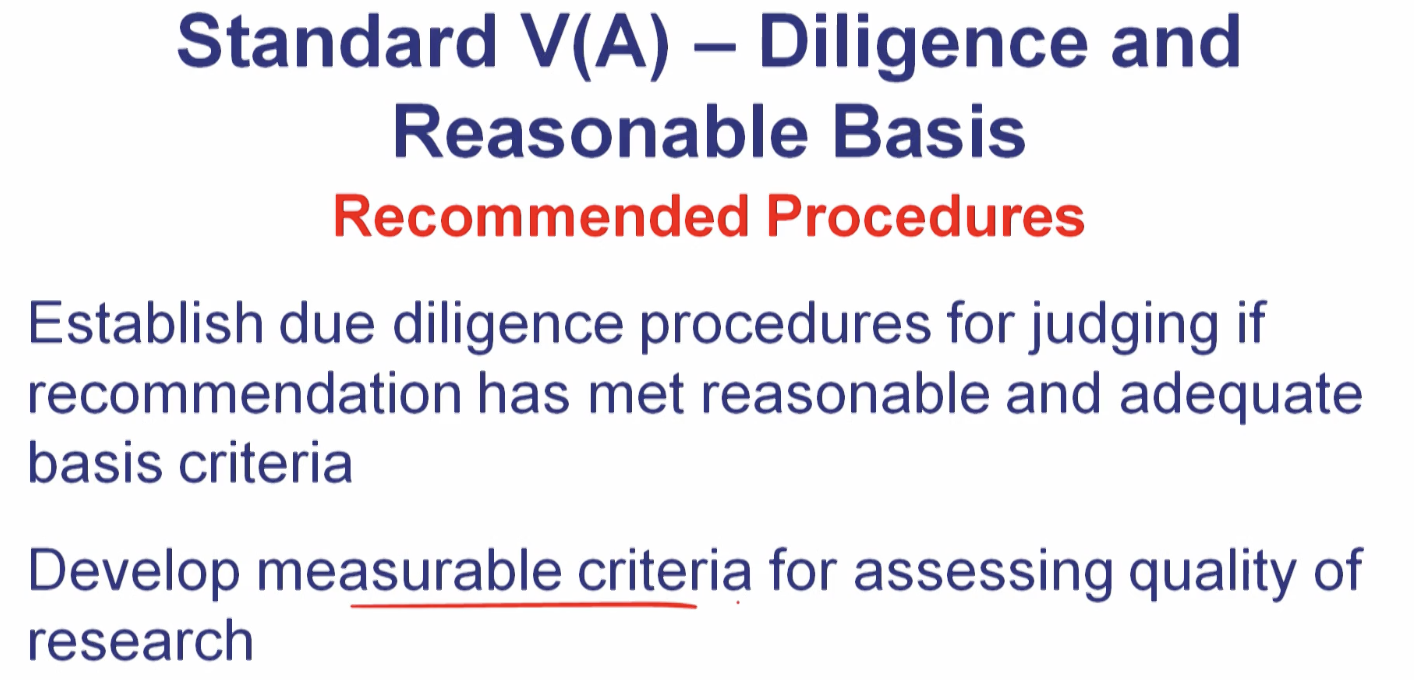 Standard V(A) – Diligence and
Reasonable Basis
Recommended Procedures
Establish due diligence procedures for judging if
recommendation has met reasonable and adequate
basis criteria
Develop measurable criteria for assessing quality of
research